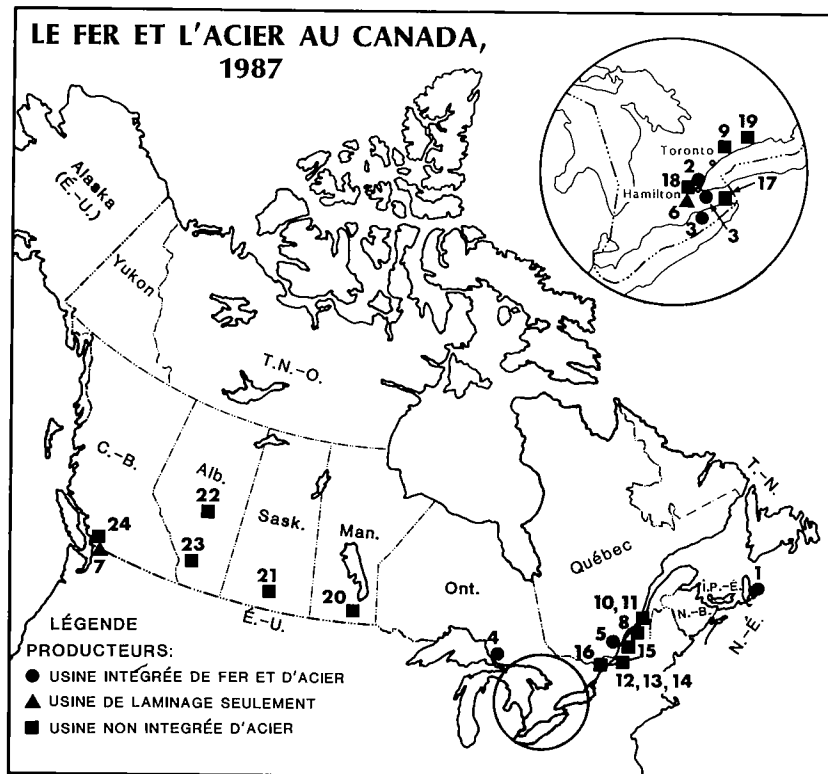 LE FER ET L'ACIER AU CANADA,
1987
Alaska
(É.-U.)
Yukon
T.N.-O.
C.-B.
Alb.
Sask.
Man.
Ont.
Québec
T.-N.
Î.P.-É.
N.-B.
N.-É.
É.-U.
9
19
Toronto
2
18
Hamilton
17
6
3
3
22
24
7
23
21
20
4
1
10, 11
8
5
15
16
12, 13, 14
LÉGENDE
PRODUCTEURS:
USINE INTÉGRÉE DE FER ET D'ACIER
USINE DE LAMINAGE SEULEMENT
USINE NON INTÉGRÉE D'ACIER